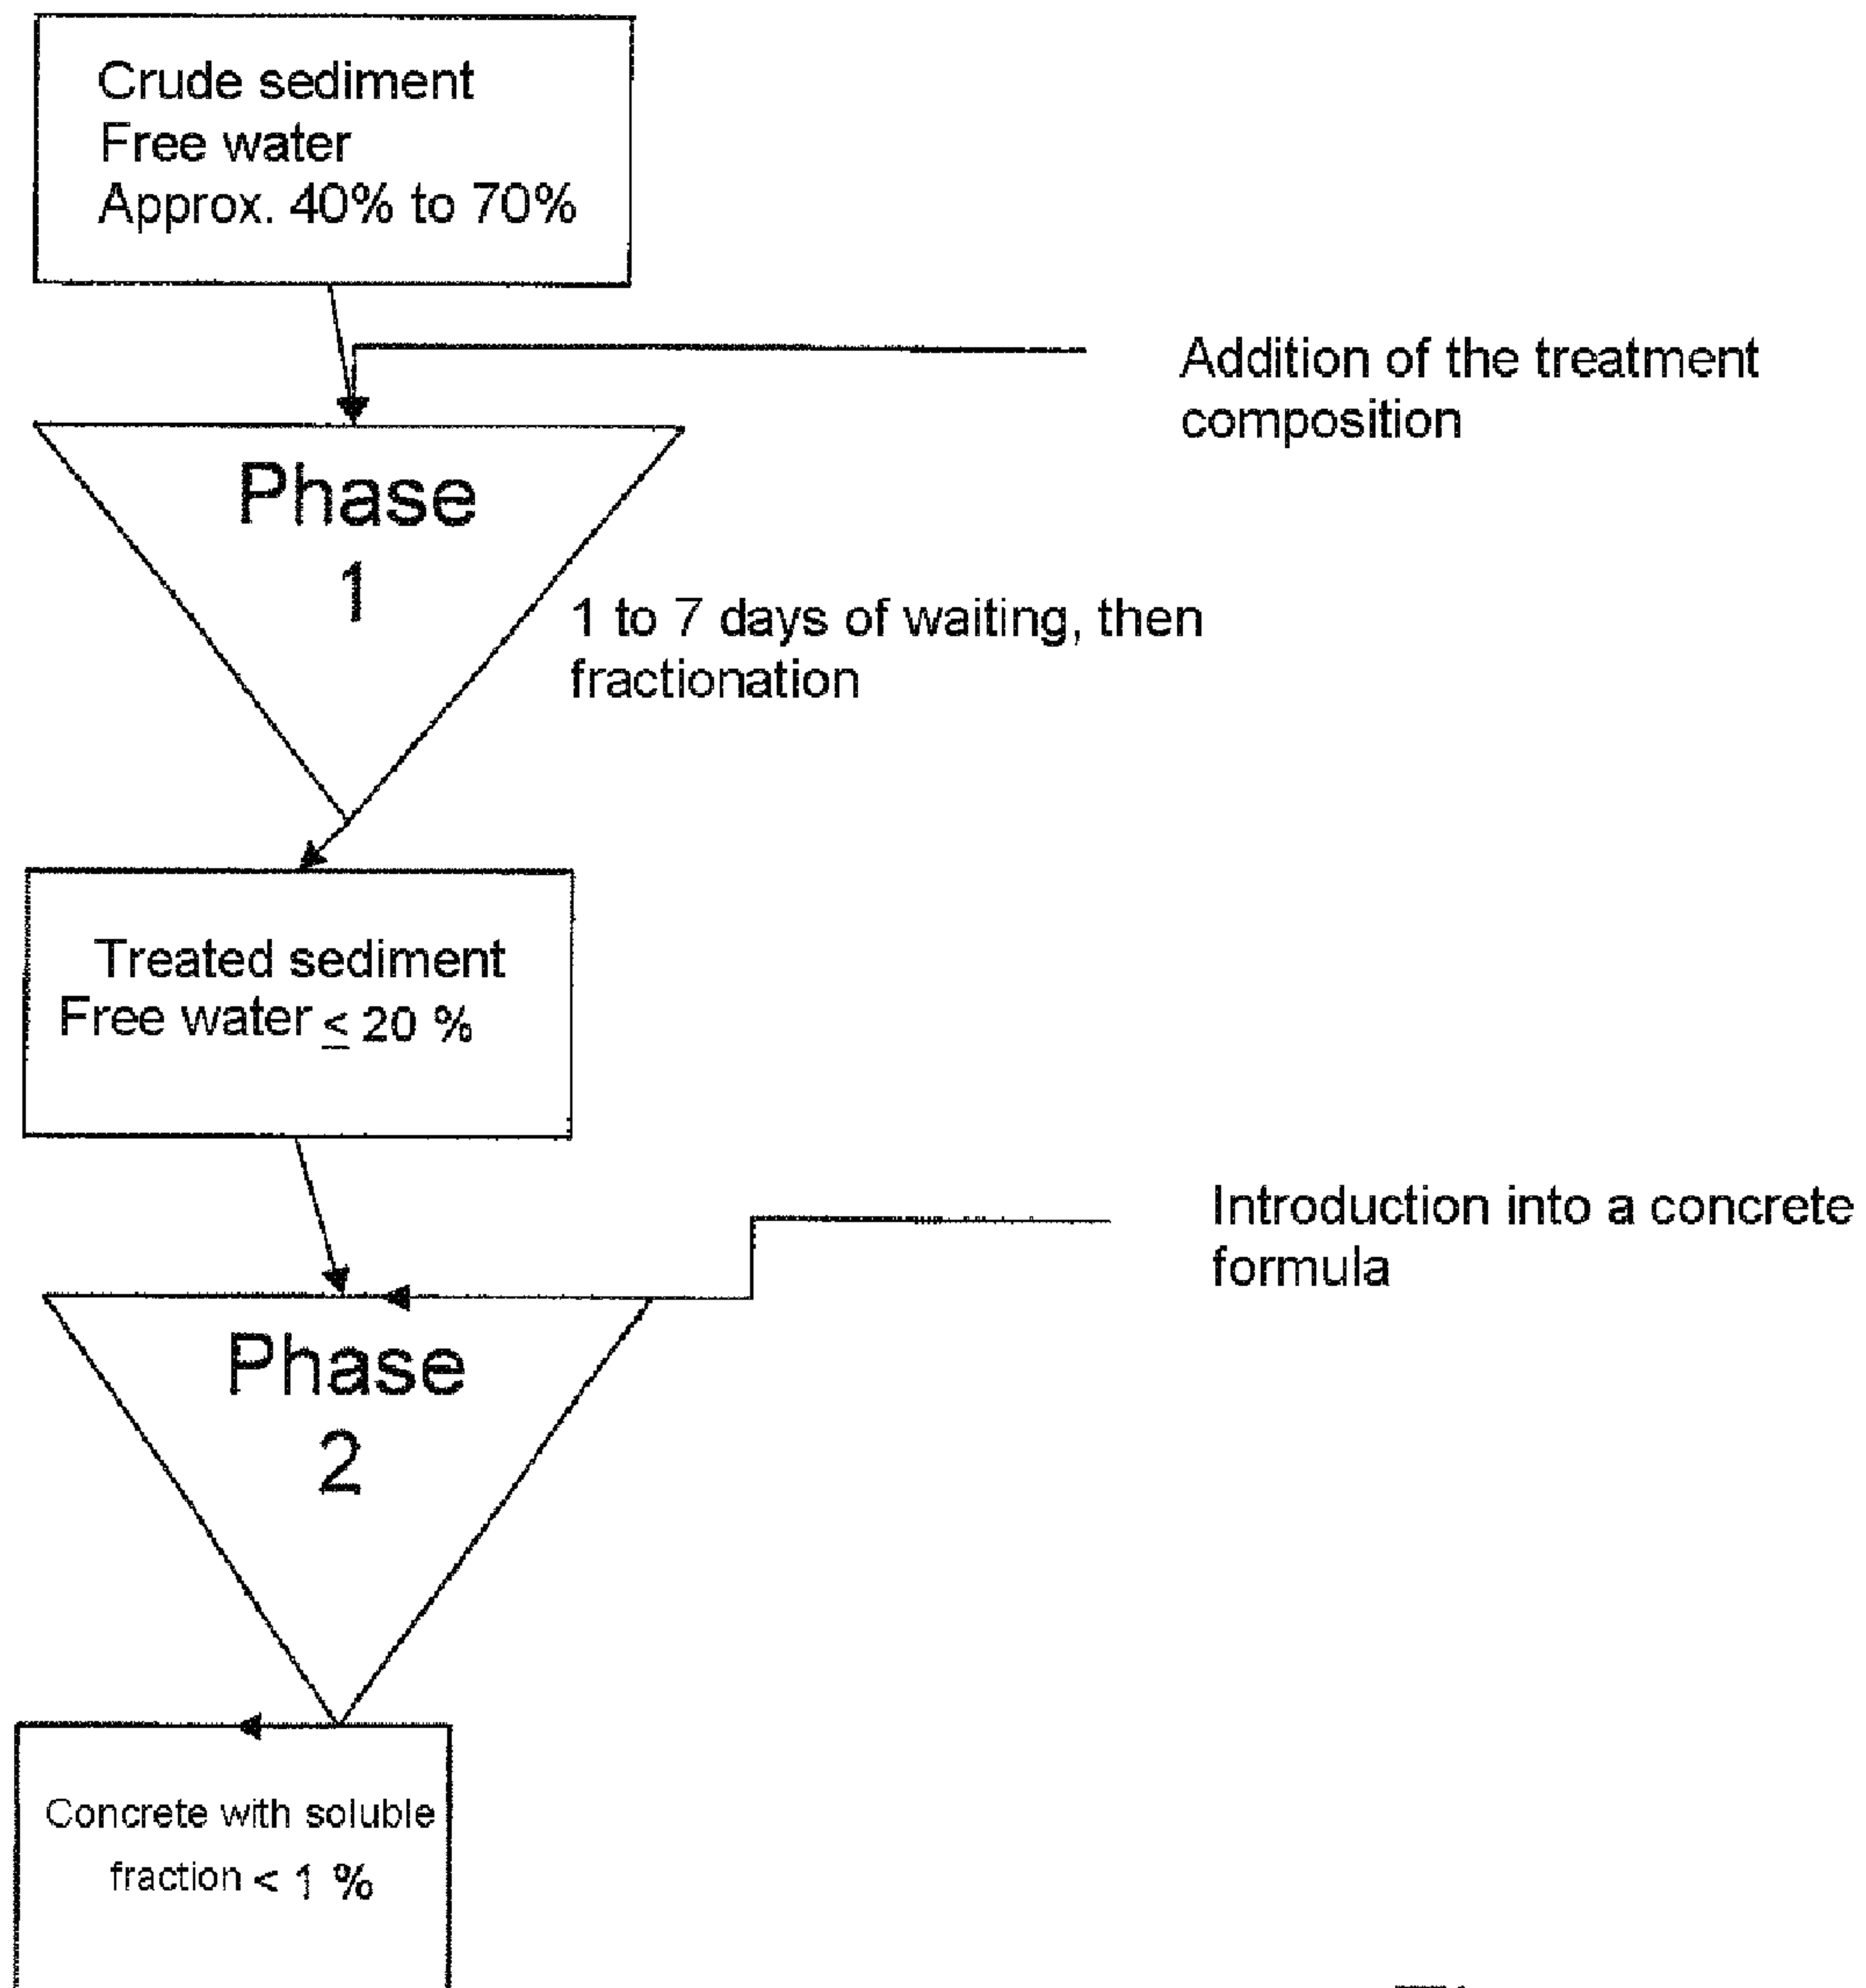 Crude sediment
Free water
Approx. 40% to 70%
Addition of the treatment
composition
Phase
1
1 to 7 days of waiting, then
fractionation
Treated sediment
Free water ≤ 20 %
Introduction into a concrete
formula
Phase
2
Concrete with soluble
fraction < 1 %